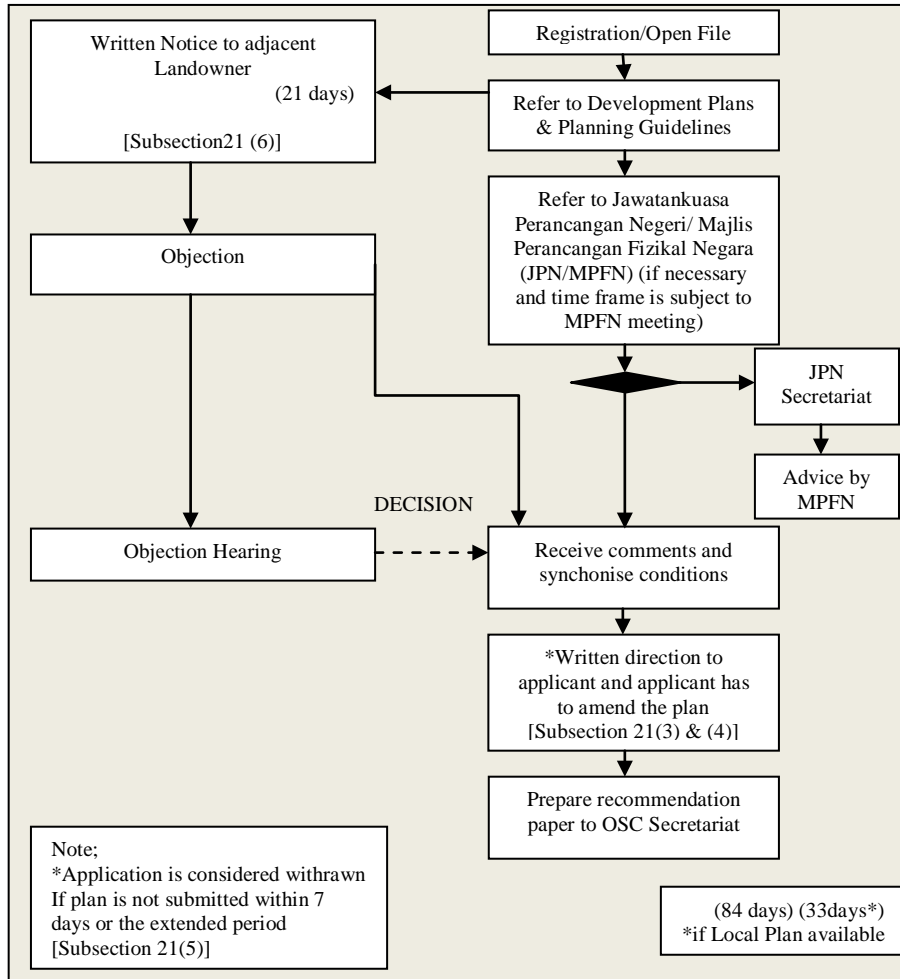 Registration/Open File
Written Notice to adjacent
Landowner
(21 days)
[Subsection21 (6)]
Refer to Development Plans
& Planning Guidelines
Refer to Jawatankuasa
Perancangan Negeri/ Majlis
Perancangan Fizikal Negara
(JPN/MPFN) (if necessary
and time frame is subject to
MPFN meeting)
Objection
JPN
Secretariat
Advice by
MPFN
DECISION
Objection Hearing
Receive comments and
synchonise conditions
*Written direction to
applicant and applicant has
to amend the plan
[Subsection 21(3) & (4)]
Prepare recommendation
paper to OSC Secretariat
Note;
*Application is considered withrawn
If plan is not submitted within 7
days or the extended period
[Subsection 21(5)]
(84 days) (33days*)
*if Local Plan available